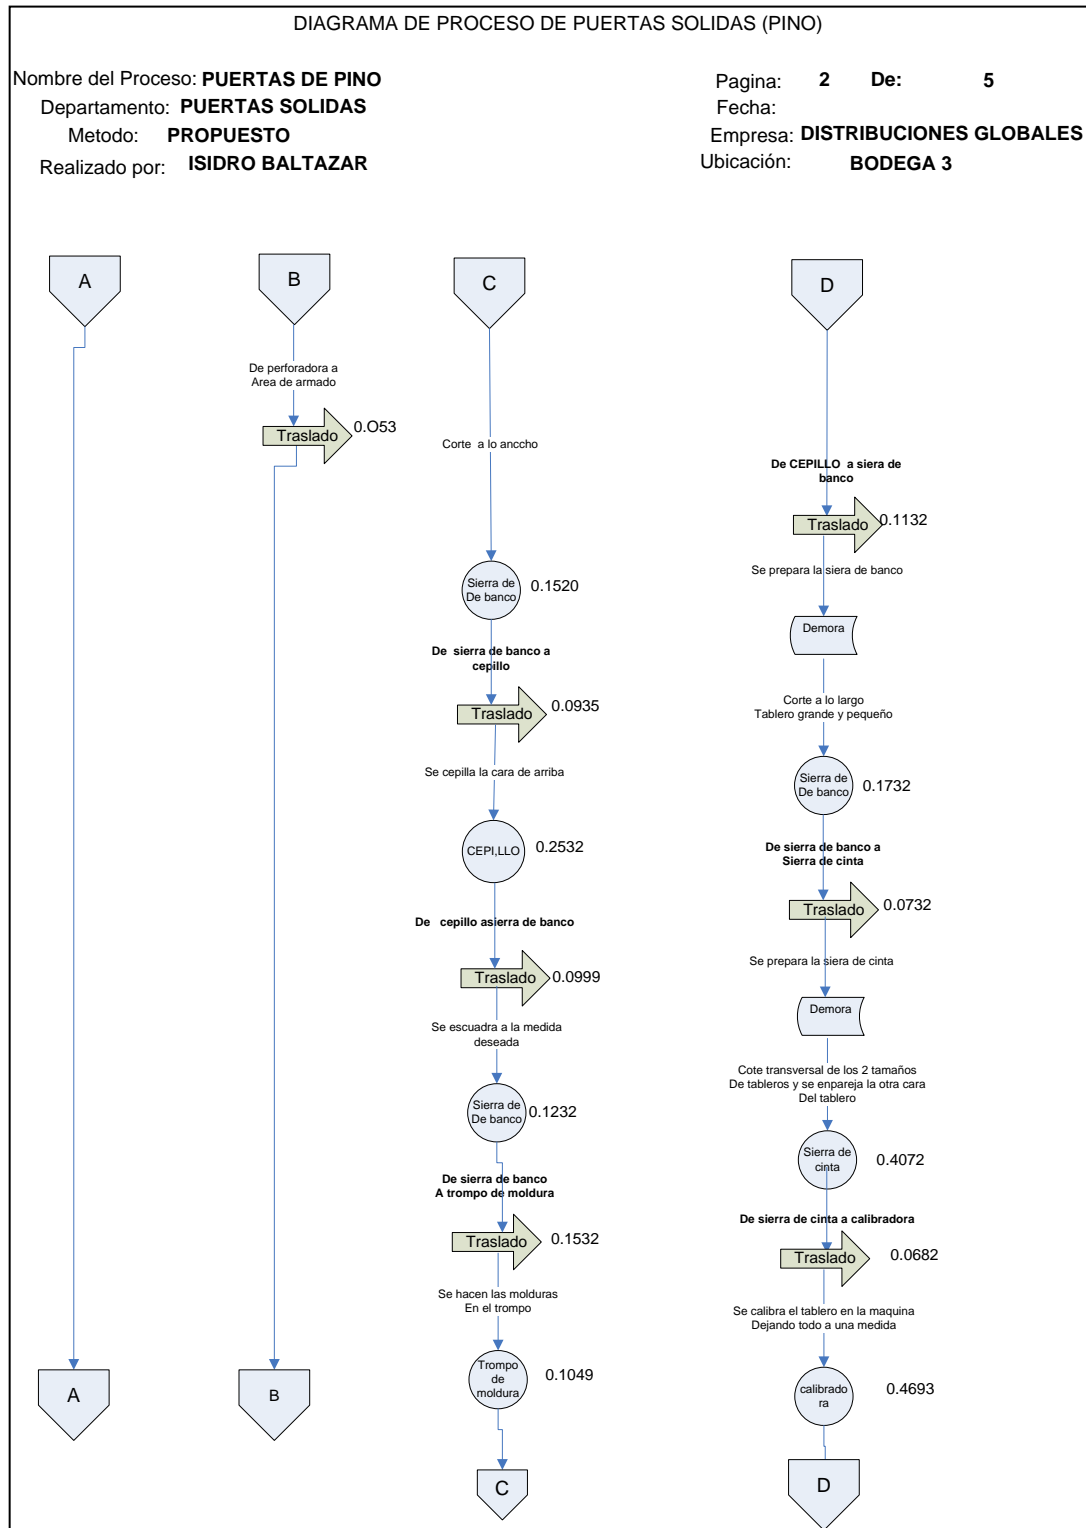 DIAGRAMA DE PROCESO DE PUERTAS SOLIDAS (PINO)
Nombre del Proceso: PUERTAS DE PINO
Departamento: PUERTAS SOLIDAS
Metodo: PROPUESTO
Realizado por: ISIDRO BALTAZAR
Pagina: 2 De: 5
Fecha:
Empresa: DISTRIBUCIONES GLOBALES
Ubicación: BODEGA 3
A
A
B
De perforadora a
Area de armado
Traslado 0.O53
B
C
Corte a lo anccho
Sierra de
De banco
0.1520
De sierra de banco a
cepillo
Traslado 0.0935
Se cepilla la cara de arriba
CEPI,LLO 0.2532
De cepillo asierra de banco
Traslado 0.0999
Se escuadra a la medida
deseada
Sierra de
De banco
0.1232
De sierra de banco
A trompo de moldura
Traslado 0.1532
Se hacen las molduras
En el trompo
Trompo
de
moldura
0.1049
C
D
De CEPILLO a siera de
banco
Traslado 0.1132
Se prepara la siera de banco
Demora
Corte a lo largo
Tablero grande y pequeño
Sierra de
De banco
0.1732
De sierra de banco a
Sierra de cinta
Traslado 0.0732
Se prepara la siera de cinta
Demora
Cote transversal de los 2 tamaños
De tableros y se enpareja la otra cara
Del tablero
Sierra de
cinta
0.4072
De sierra de cinta a calibradora
Traslado 0.0682
Se calibra el tablero en la maquina
Dejando todo a una medida
calibrado
ra
0.4693
D